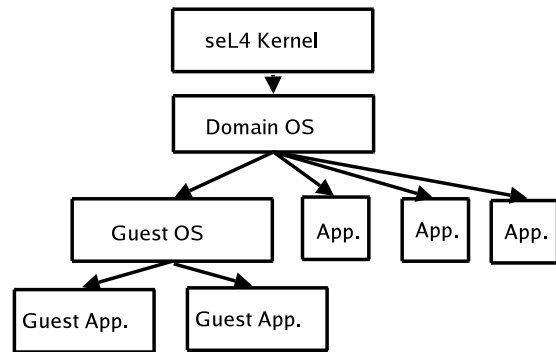 seL4 Kernel
Domain OS
Guest OS
App.
App.
App.
Guest App.
Guest App.